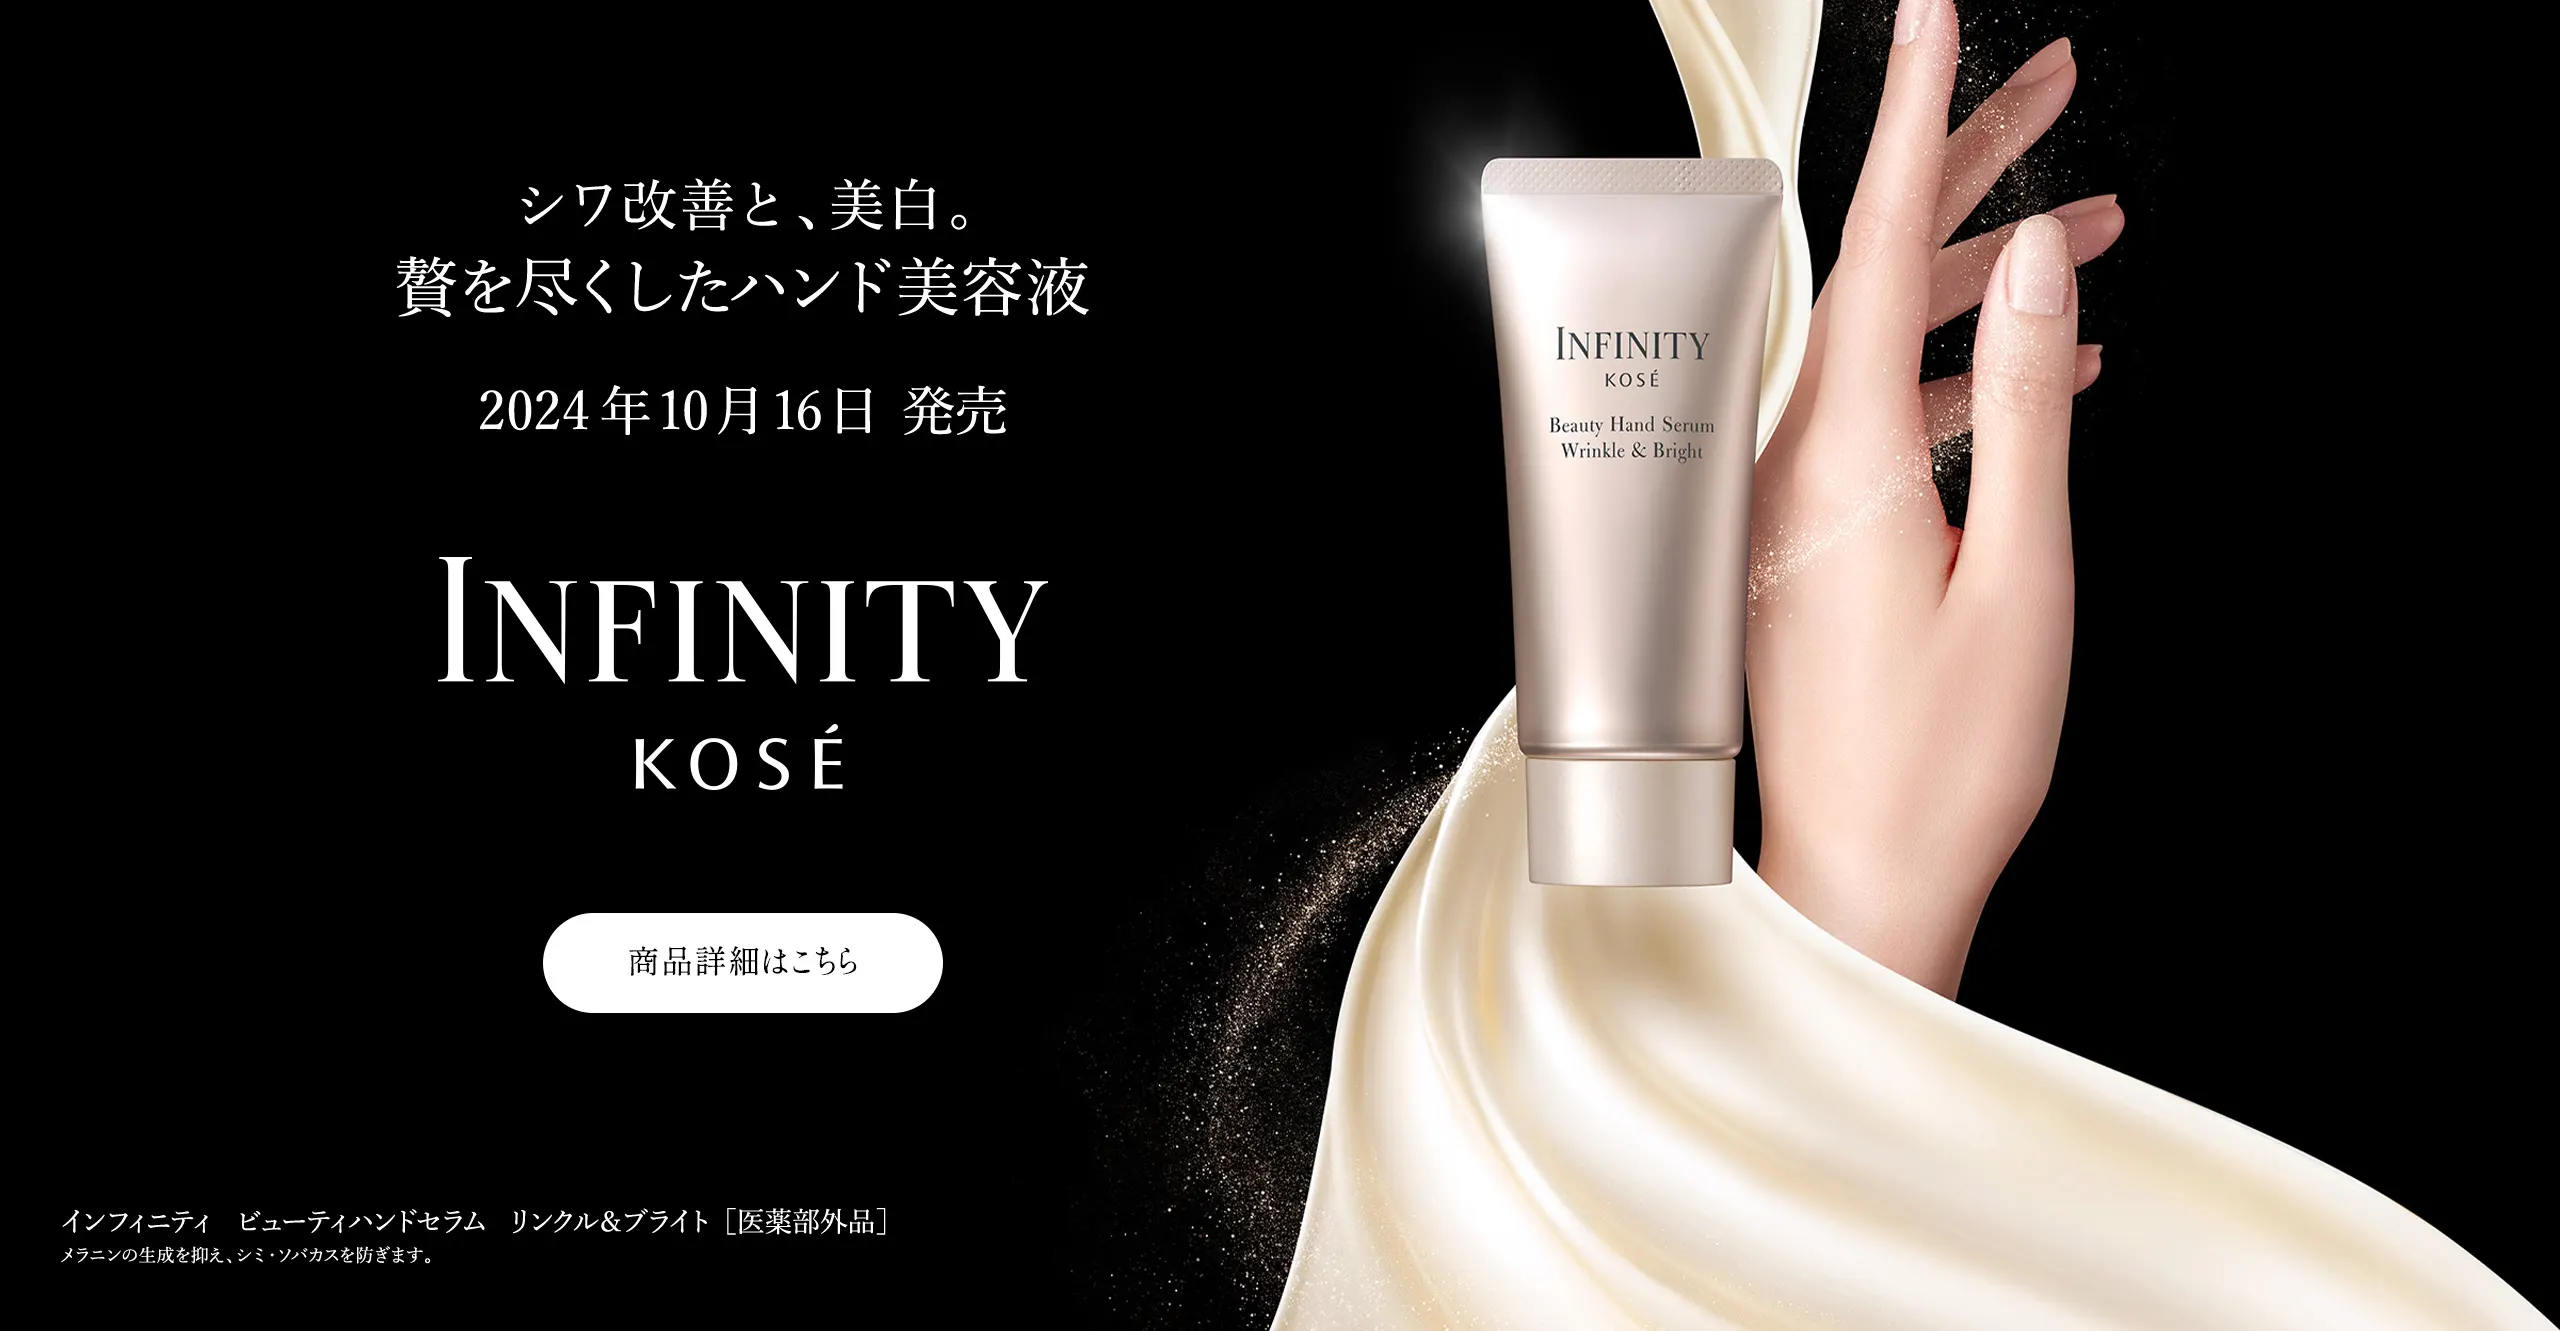 シワ改善と、美白。
贅を尽くしたハンド美容液
2024年10月16日 発売
INFINITY
KOSÉ
商品詳細はこちら
インフィニティ　ビューティハンドセラム　リンクル＆ブライト［医薬部外品］
メラニンの生成を抑え、シミ・ソバカスを防ぎます。
INFINITY
KOSÉ
Beauty Hand Serum
Wrinkle & Bright